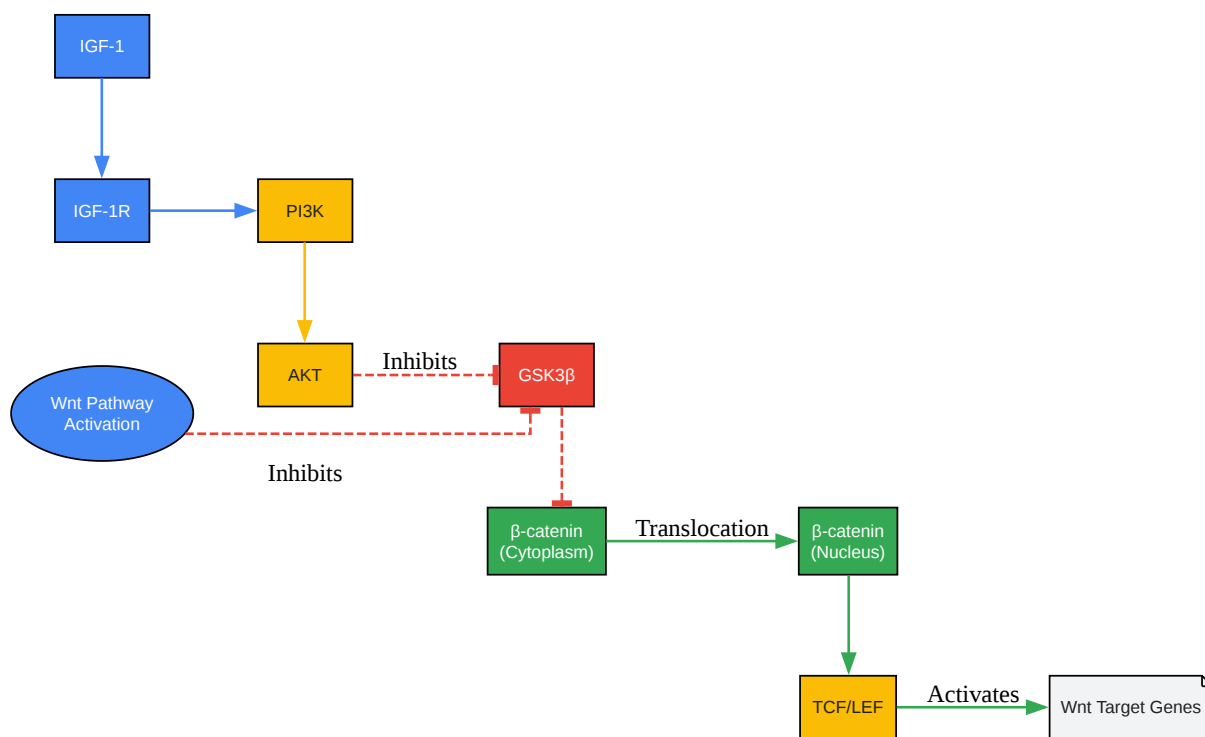 IGF-1
IGF-1R
PI3K
AKT
Inhibits
GSK3β
Wnt Pathway
Activation
Inhibits
β-catenin
(Cytoplasm)
Translocation
β-catenin
(Nucleus)
TCF/LEF
Activates
Wnt Target Genes